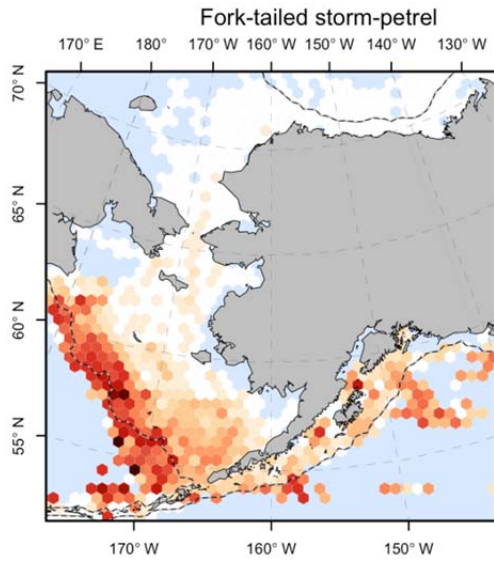 Fork-tailed storm-petrel
170° E 180° 170° W 160° W 150° W 140° W 130° W
70° N
65° N
60° N
55° N
170° W 160° W 150° W